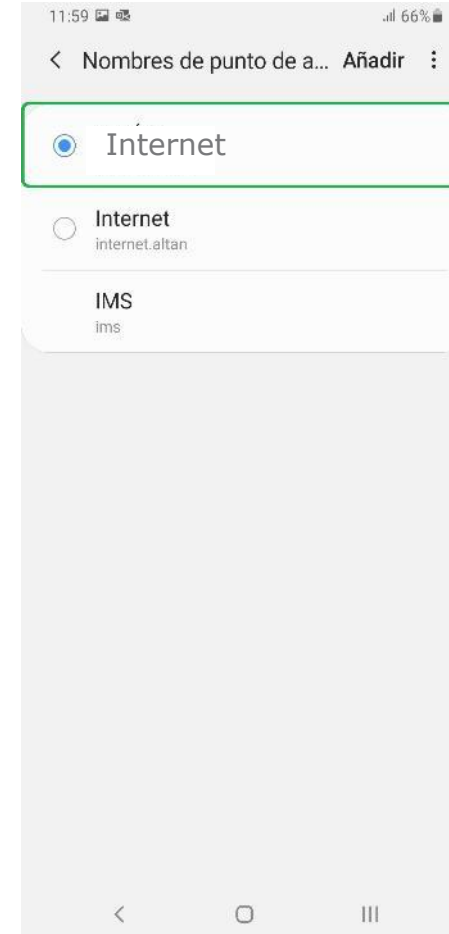 11:59 66%
Nombres de punto de a... Añadir
Internet
Internet
internet.altan
IMS
ims